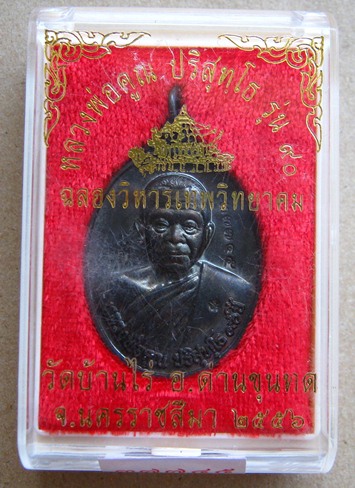 หลวงพ่อคูณ ปริสุทฺโธ รุ่น ๙๐
ฉลองวิหารเทพวิทยาคม
วัดบ้านไร่ อ.ด่านขุนทด
จ.นครราชสีมา ๒๕๕๖